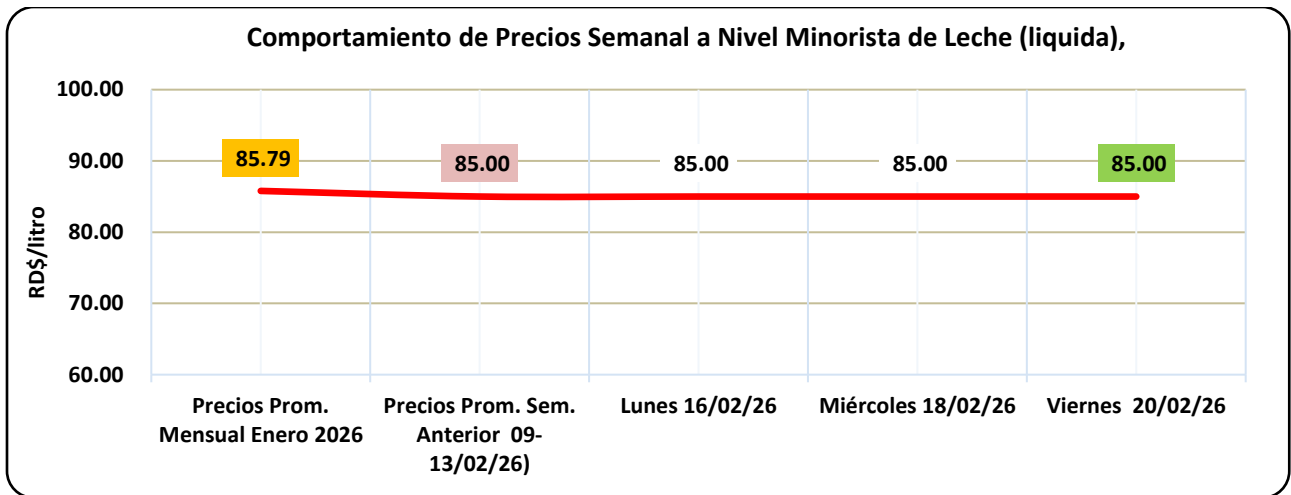 Comportamiento de Precios Semanal a Nivel Minorista de Leche (liquida),
100.00
90.00
80.00
70.00
60.00
RD$/litro
85.79
85.00
85.00
85.00
85.00
Precios Prom.
Mensual Enero 2026
Precios Prom. Sem.
Anterior 09-
13/02/26)
Lunes 16/02/26
Miércoles 18/02/26
Viernes 20/02/26